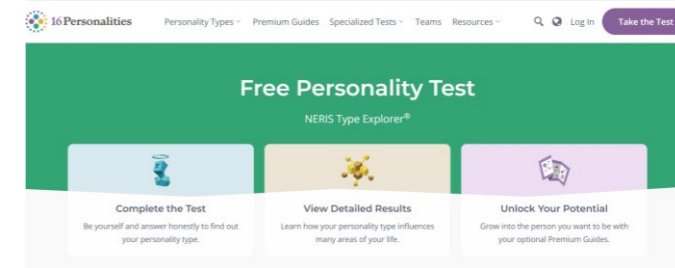 16Personalities Personality Types Premium Guides Specialized Tests Teams Resources Log In Take the Test
Free Personality Test
NERIS Type Explorer®
Complete the Test
Be yourself and answer honestly to find out
your personality type.
View Detailed Results
Learn how your personality type influences
many areas of your life.
Unlock Your Potential
Grow into the person you want to be with
your optional Premium Guides.